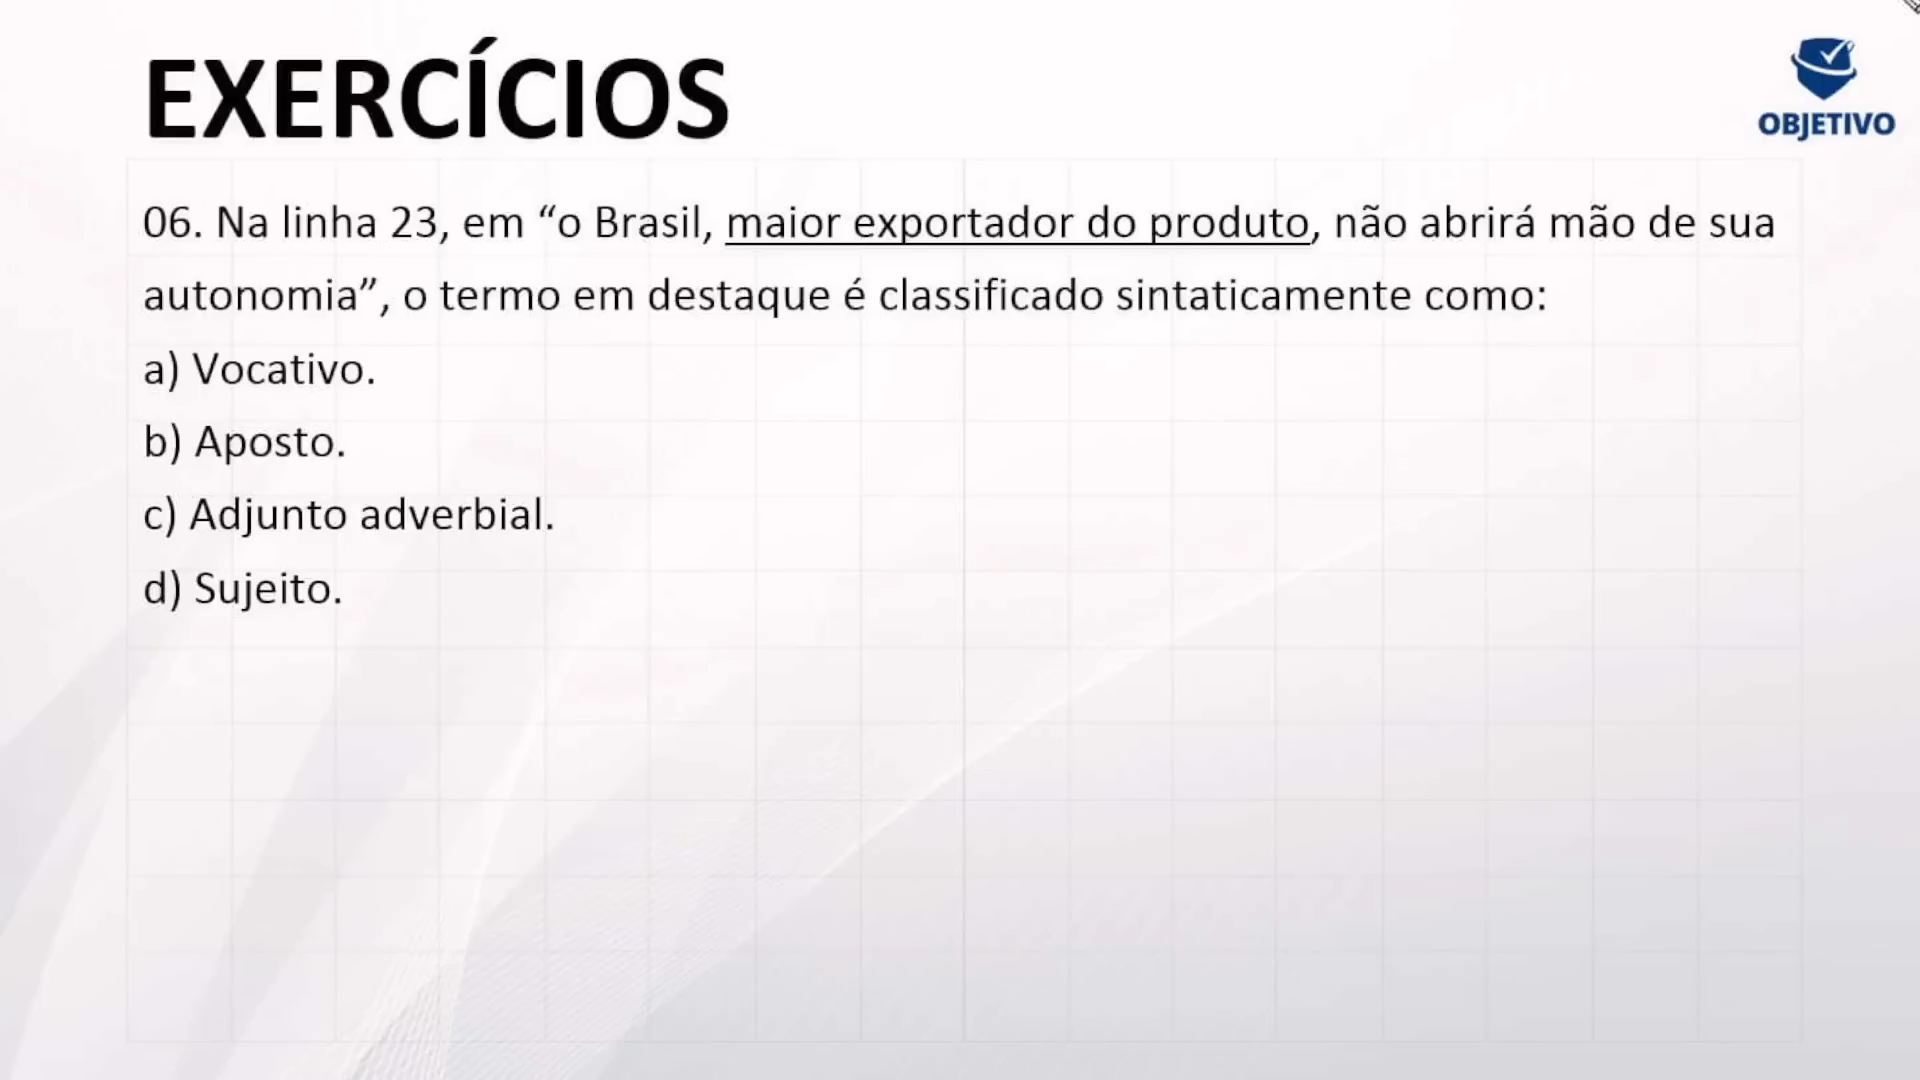 EXERCÍCIOS
OBJETIVO
06. Na linha 23, em “o Brasil, maior exportador do produto, não abrirá mão de sua
autonomia”, o termo em destaque é classificado sintaticamente como:
a) Vocativo.
b) Aposto.
c) Adjunto adverbial.
d) Sujeito.